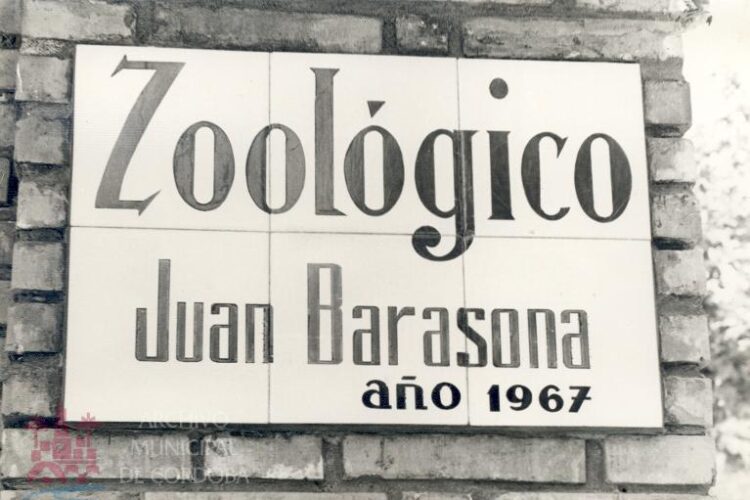 Zoológico
Juan Barasona
año 1967
ARCHIVO
MUNICIPAL
DE CÓRDOBA